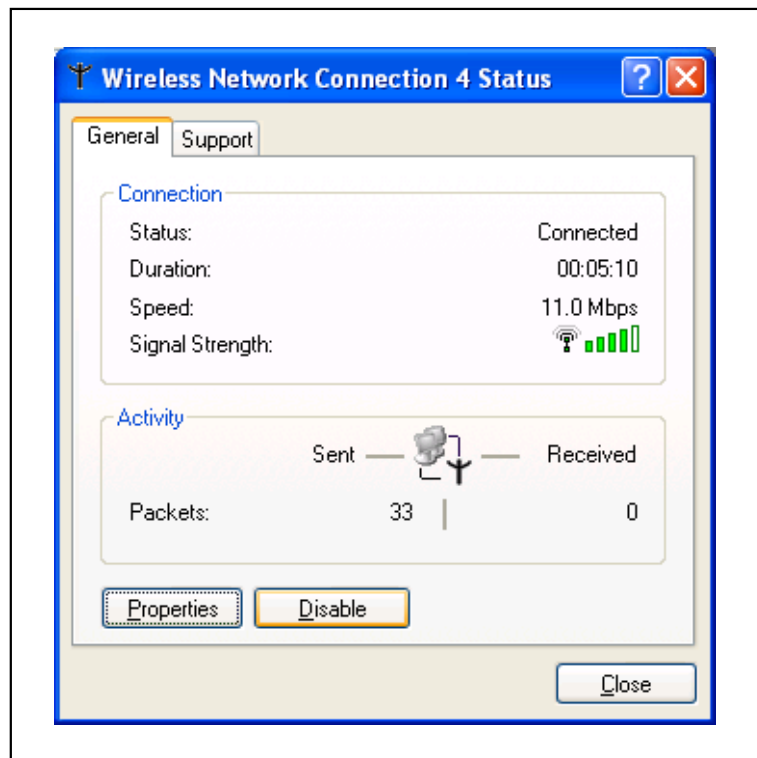 Wireless Network Connection 4 Status
General Support
Connection
Status: Connected
Duration: 00:05:10
Speed: 11.0 Mbps
Signal Strength:
Activity
Sent Received
Packets: 33 0
Properties Disable
Close